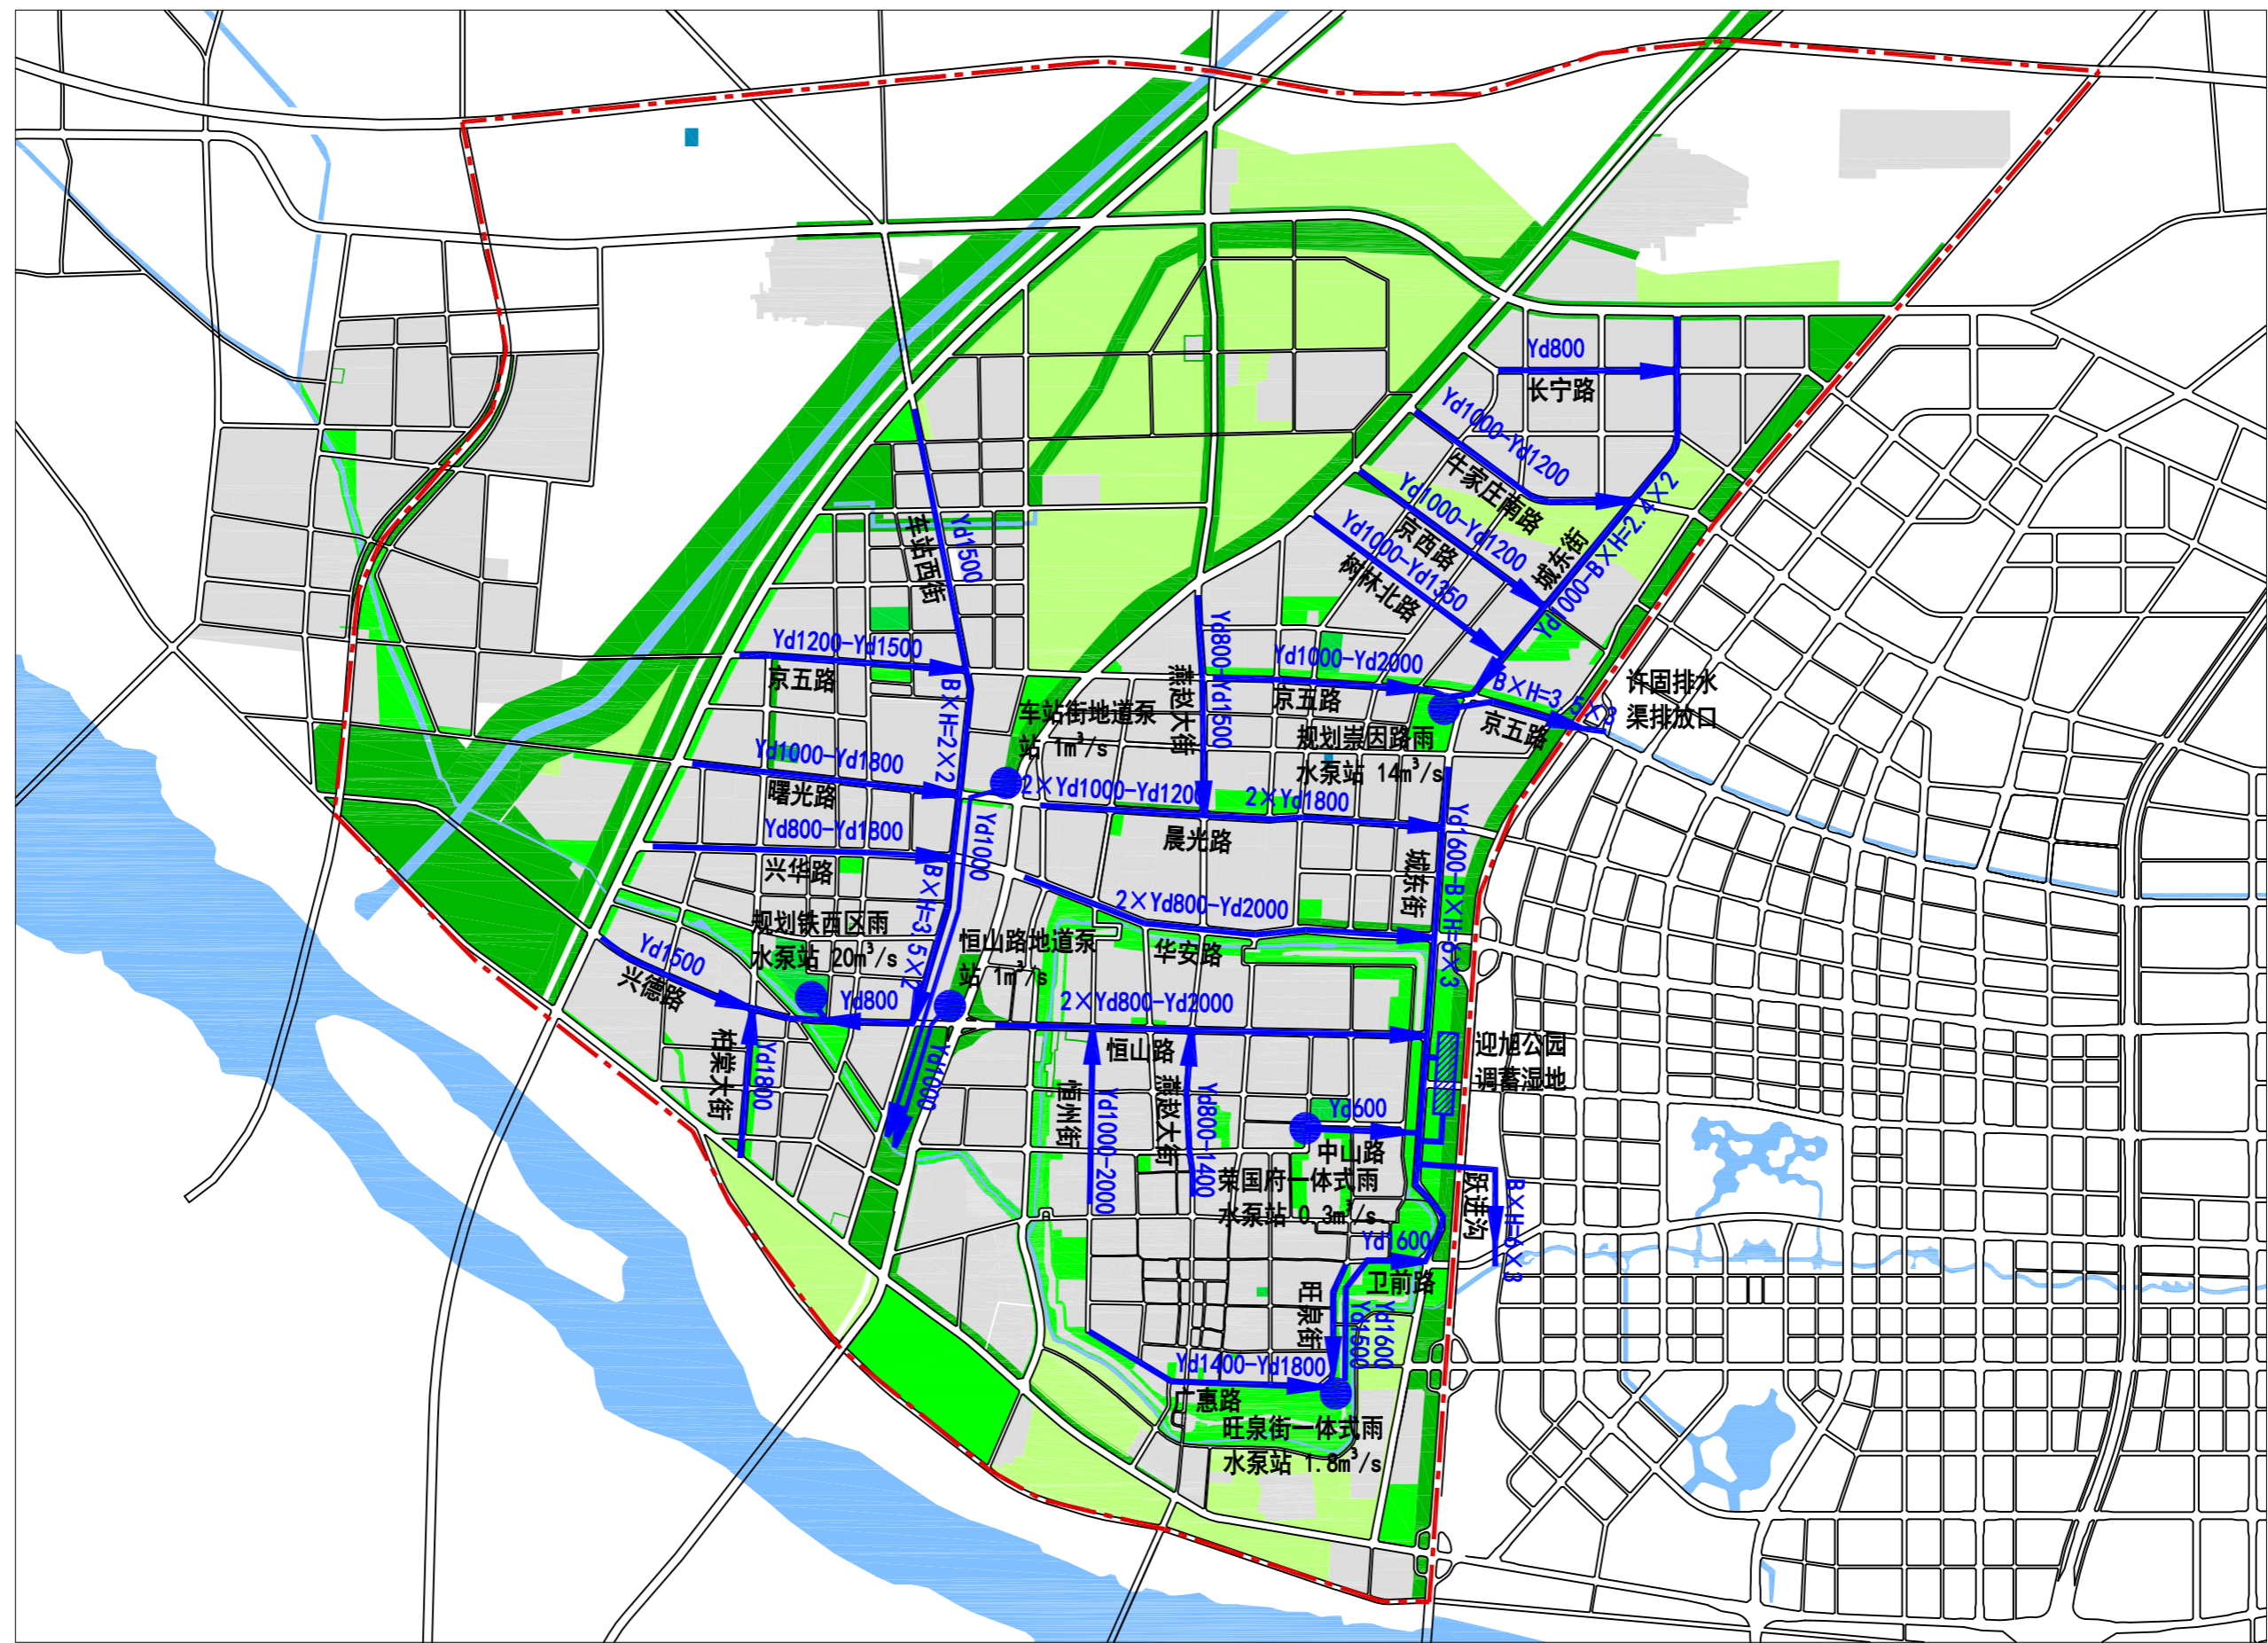 Yd800
长宁路
Yd1000-Yd1200
牛家庄南路
Yd1000-Yd1200
京西路
Yd1000-Yd1350
树林北路
城东街
Yd1000-B×H=2.4×2
车站西街
Yd1500
Yd1200-Yd1500
京五路
B×H=2×2
燕赵大街
Yd800-Yd1500
Yd1000-Yd2000
京五路
B×H=3.5×3
京五路
许固排水
渠排放口
车站街地道泵
站 1m³/s
规划崇因路雨
水泵站 14m³/s
Yd1000-Yd1800
曙光路
2×Yd1000-Yd1200
2×Yd1800
晨光路
Yd800-Yd1800
兴华路
Yd1000
B×H=3.5×2
城东街
Yd1600-B×H=6×3
2×Yd800-Yd2000
华安路
规划铁西区雨
水泵站 20m³/s
恒山路地道泵
站 1m³/s
Yd1500
兴德路
Yd800
2×Yd800-Yd2000
恒山路
迎旭公园
调蓄湿地
柏棠大街
Yd1800
Yd1000
恒州街
Yd1000-2000
燕赵大街
Yd800-1400
Yd600
中山路
荣国府一体式雨
水泵站 0.3m³/s
跃进沟
B×H=6×3
Yd1600
卫前路
旺泉街
Yd1600
Yd1600
Yd1400-Yd1800
广惠路
旺泉街一体式雨
水泵站 1.8m³/s